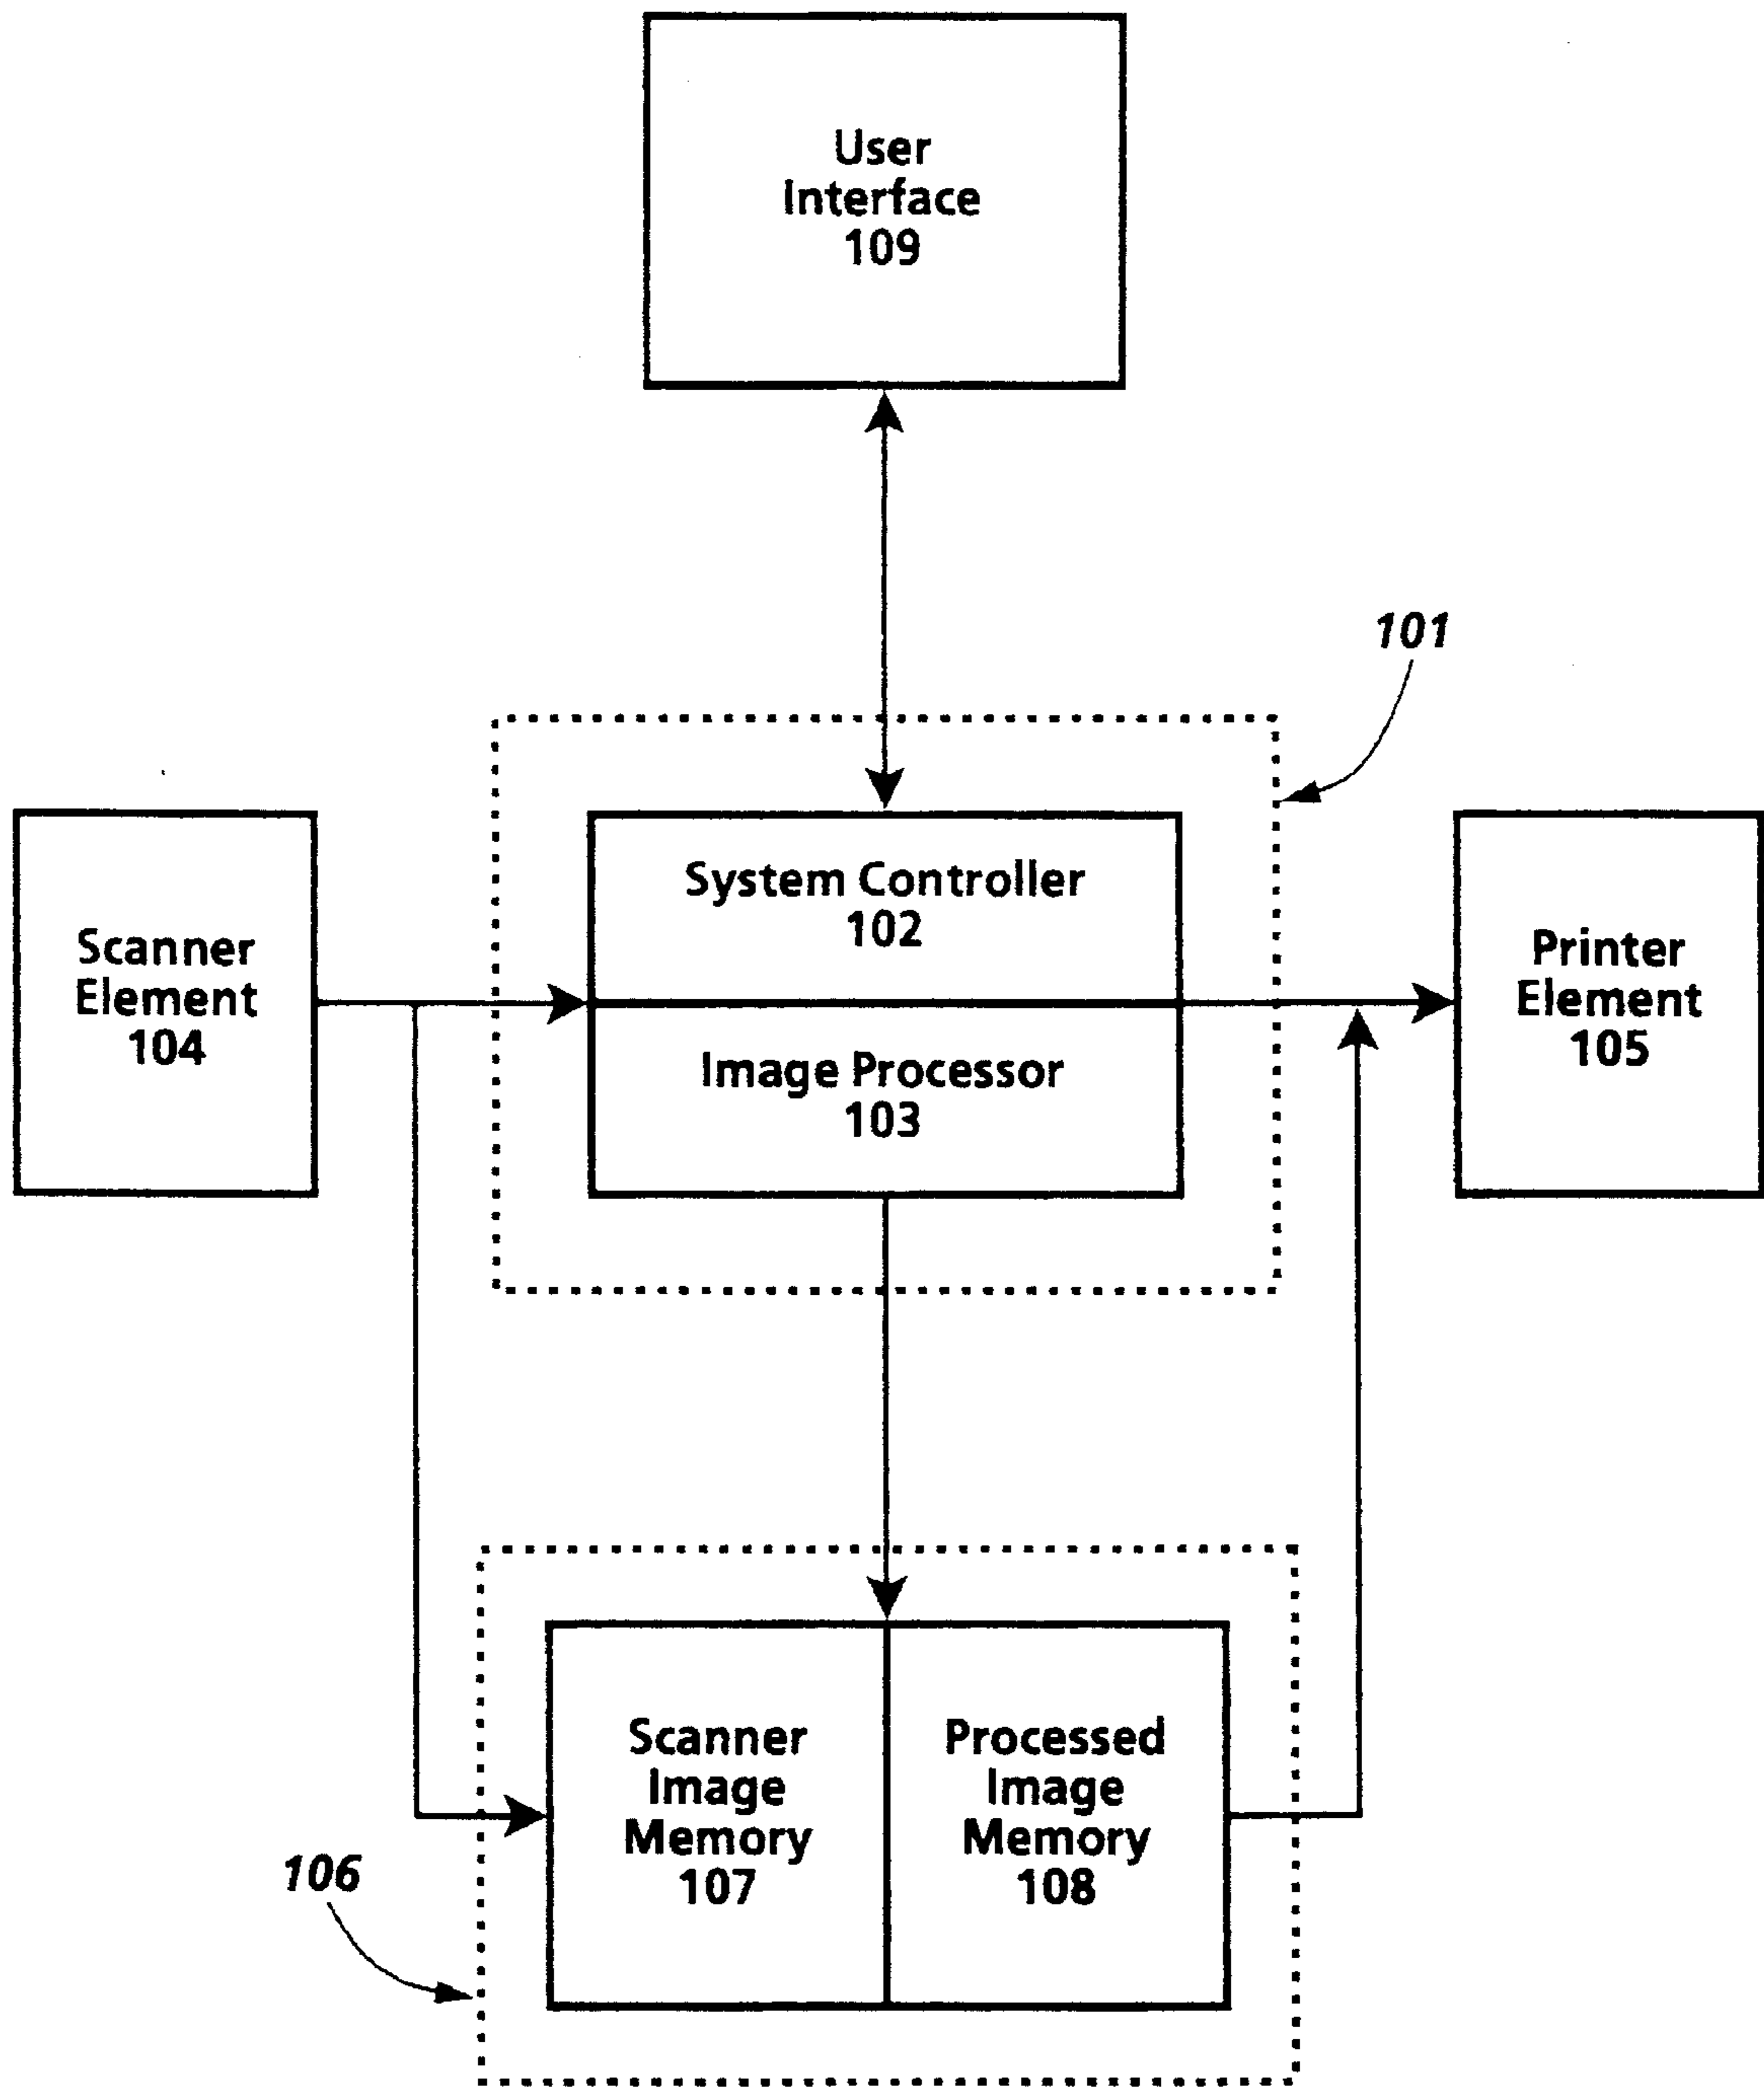 User
Interface
109
101
System Controller
102
Scanner
Element
104
Image Processor
103
Printer
Element
105
Scanner
Image
Memory
107
Processed
Image
Memory
108
106